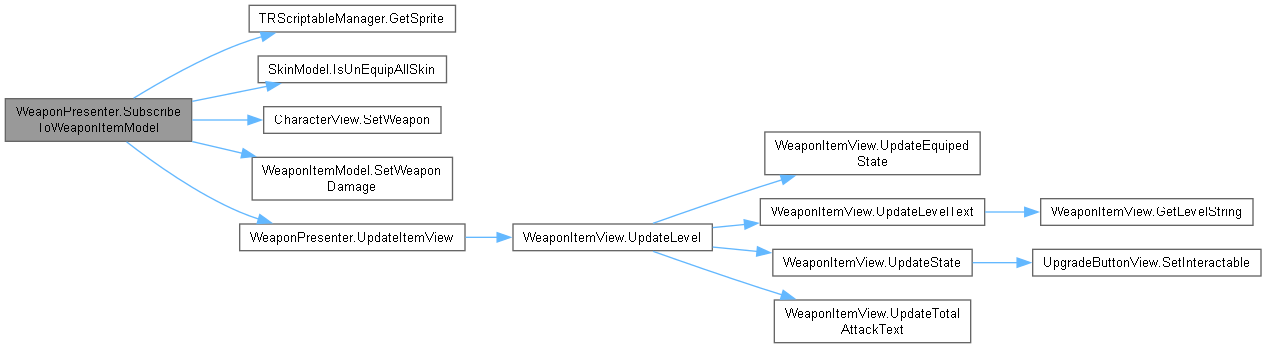 TRScriptableManager.GetSprite
SkinModel.IsUnEquipAllSkin
WeaponPresenter.Subscribe
ToWeaponItemModel
CharacterView.SetWeapon
WeaponItemModel.SetWeapon
Damage
WeaponPresenter.UpdateItemView
WeaponItemView.UpdateLevel
WeaponItemView.UpdateEquiped
State
WeaponItemView.UpdateLevelText
WeaponItemView.GetLevelString
WeaponItemView.UpdateState
UpgradeButtonView.SetInteractable
WeaponItemView.UpdateTotal
AttackText